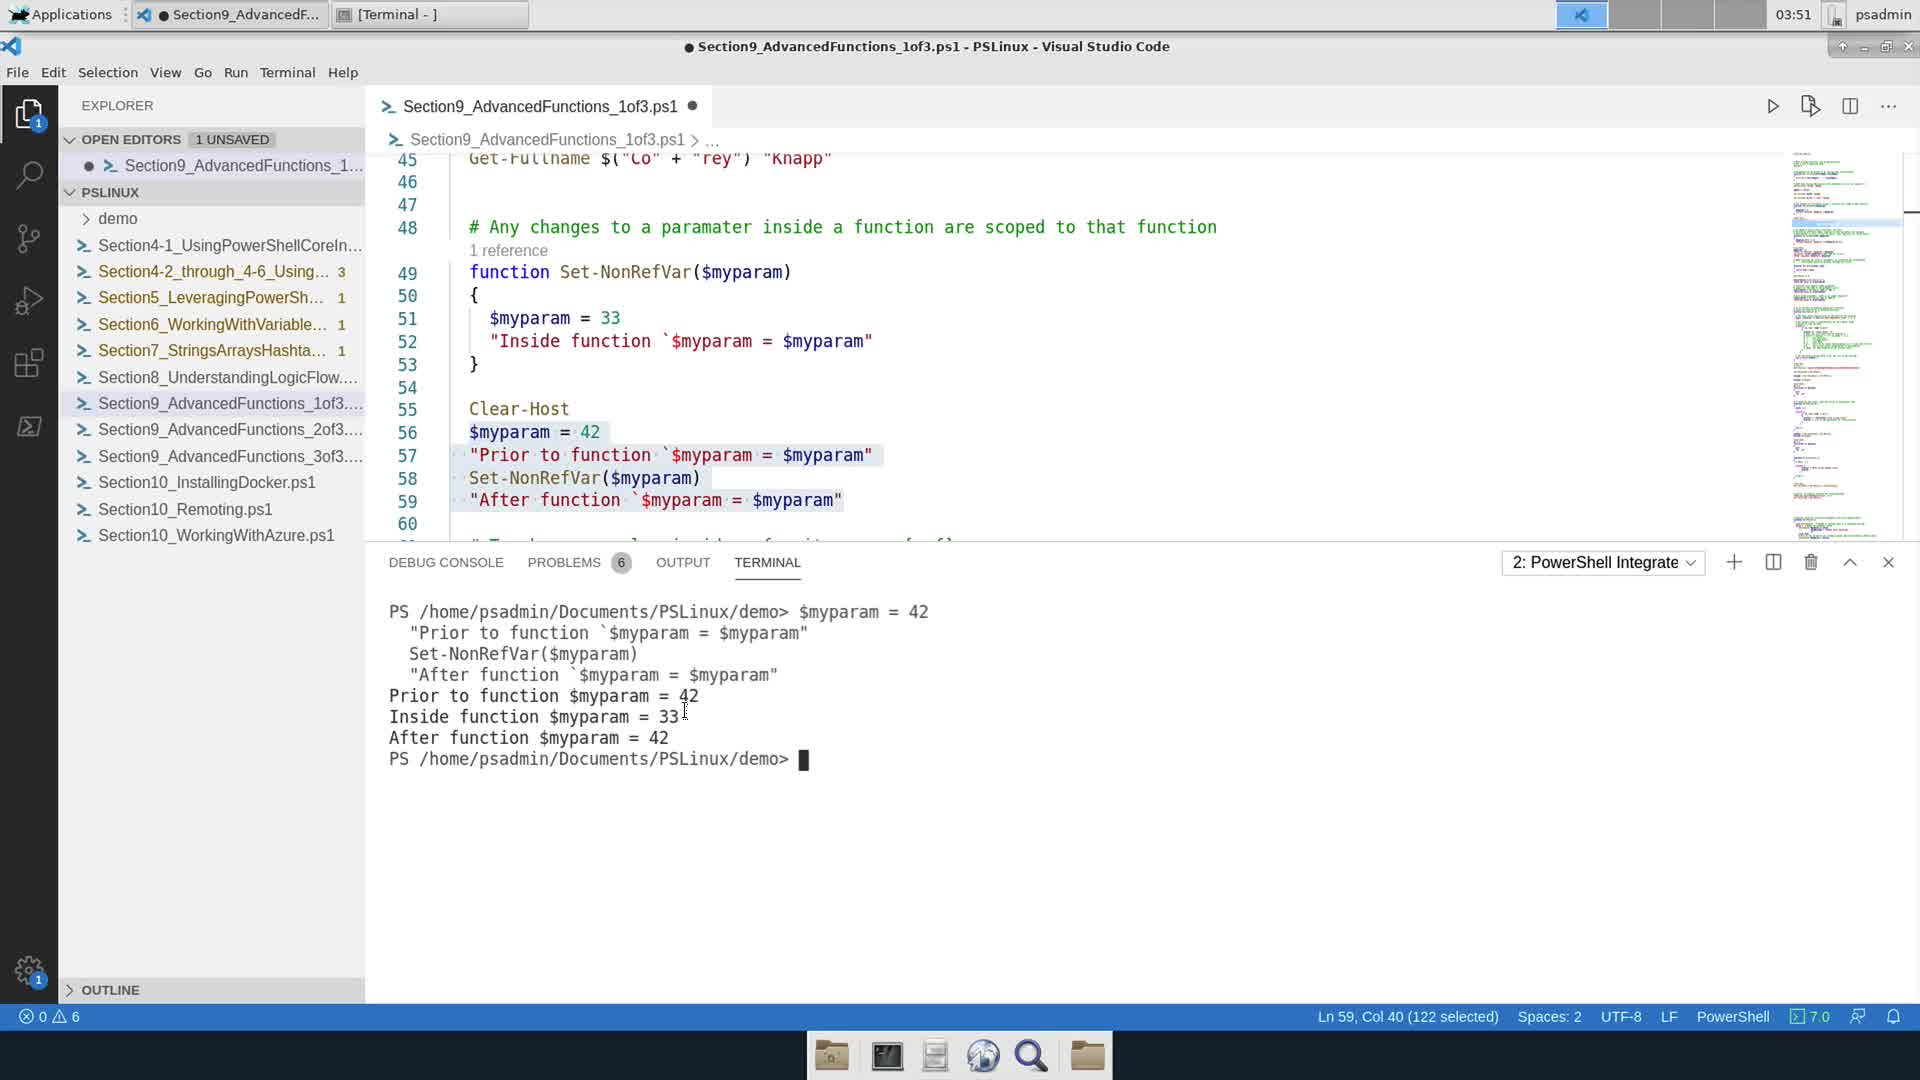 Applications
● Section9_AdvancedF...
[Terminal - ]
03:51
psadmin
● Section9_AdvancedFunctions_1of3.ps1 - PSLinux - Visual Studio Code
File Edit Selection View Go Run Terminal Help
EXPLORER
OPEN EDITORS 1 UNSAVED
● Section9_AdvancedFunctions_1...
PSLINUX
demo
Section4-1_UsingPowerShellCoreIn...
Section4-2_through_4-6_Using... 3
Section5_LeveragingPowerSh... 1
Section6_WorkingWithVariable... 1
Section7_StringsArraysHashta... 1
Section8_UnderstandingLogicFlow....
Section9_AdvancedFunctions_1of3....
Section9_AdvancedFunctions_2of3....
Section9_AdvancedFunctions_3of3....
Section10_InstallingDocker.ps1
Section10_Remoting.ps1
Section10_WorkingWithAzure.ps1
OUTLINE
1
1
Section9_AdvancedFunctions_1of3.ps1 ●
Section9_AdvancedFunctions_1of3.ps1 > ...
45 Get-Fullname $("Co" + "rey") "Knapp"
46
47
48 # Any changes to a paramater inside a function are scoped to that function
1 reference
49 function Set-NonRefVar($myparam)
50 {
51 $myparam = 33
52 "Inside function `$myparam = $myparam"
53 }
54
55 Clear-Host
56 $myparam = 42
57 "Prior to function `$myparam = $myparam"
58 Set-NonRefVar($myparam)
59 "After function `$myparam = $myparam"
60
DEBUG CONSOLE PROBLEMS 6 OUTPUT TERMINAL
2: PowerShell Integrate
PS /home/psadmin/Documents/PSLinux/demo> $myparam = 42
"Prior to function `$myparam = $myparam"
Set-NonRefVar($myparam)
"After function `$myparam = $myparam"
Prior to function $myparam = 42
Inside function $myparam = 33
After function $myparam = 42
PS /home/psadmin/Documents/PSLinux/demo>
0 6
Ln 59, Col 40 (122 selected) Spaces: 2 UTF-8 LF PowerShell 7.0